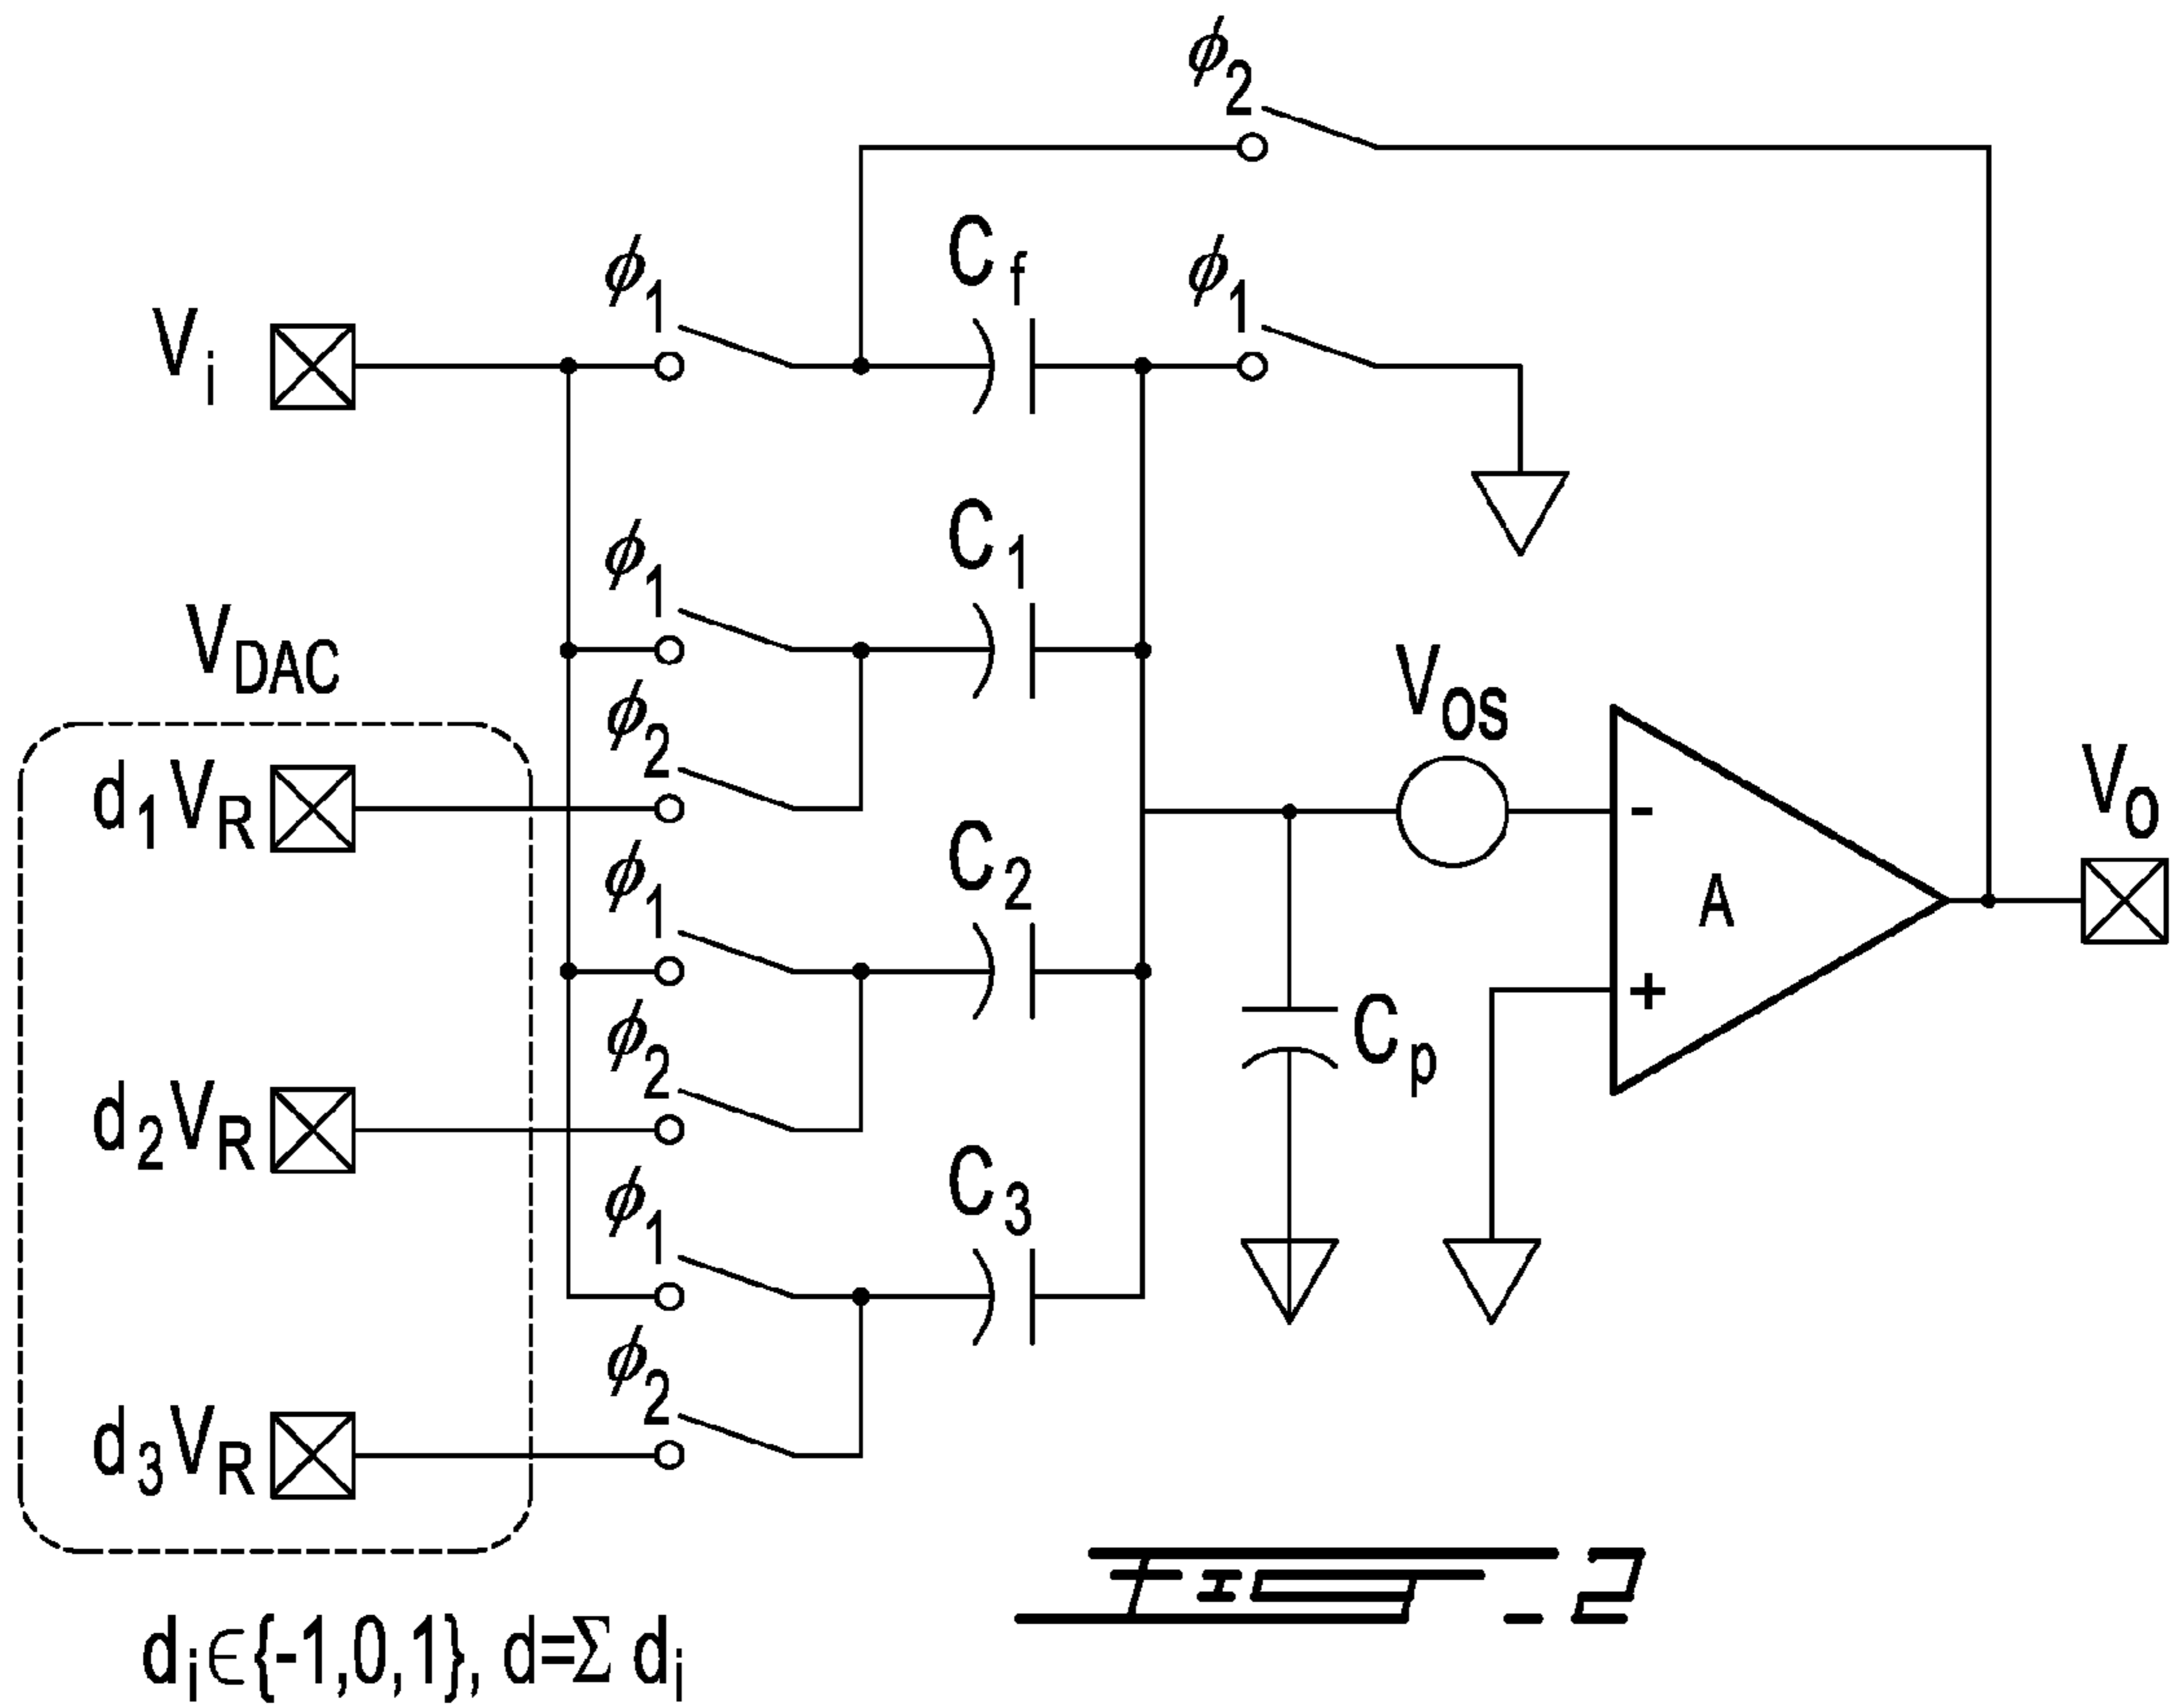 ϕ2
ϕ1
Cf
ϕ1
Vi
ϕ1
C1
VDAC
ϕ2
VOS
d1VR
VO
ϕ1
C2
-
A
+
ϕ2
Cp
d2VR
ϕ1
C3
ϕ2
d3VR
FIG - 2
di∈{-1,0,1}, d=Σ di